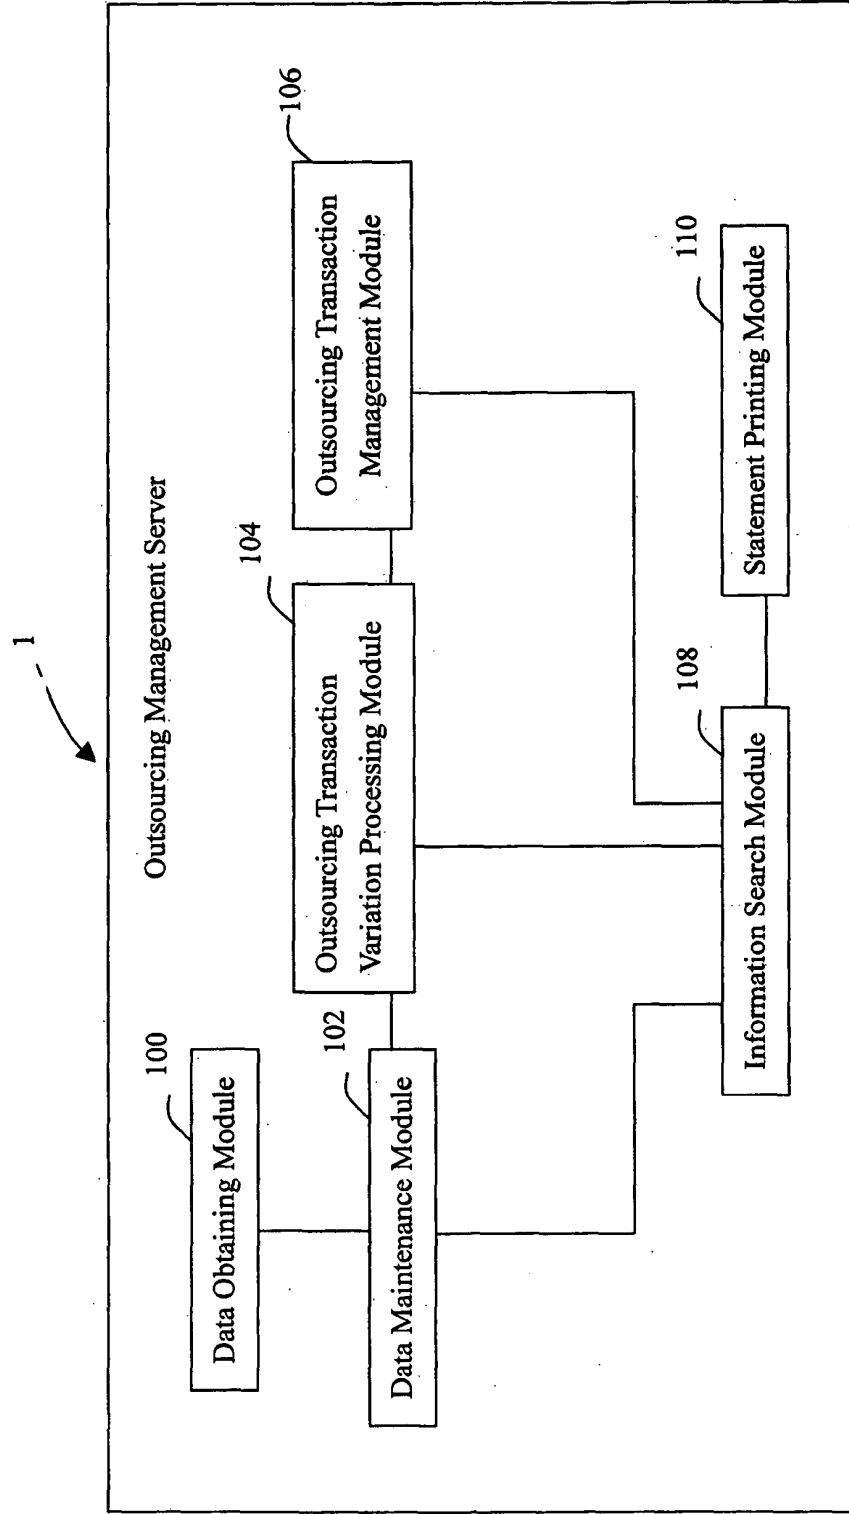 1
Outsourcing Management Server
100
Data Obtaining Module
102
Data Maintenance Module
104
Outsourcing Transaction
Variation Processing Module
106
Outsourcing Transaction
Management Module
108
Information Search Module
110
Statement Printing Module